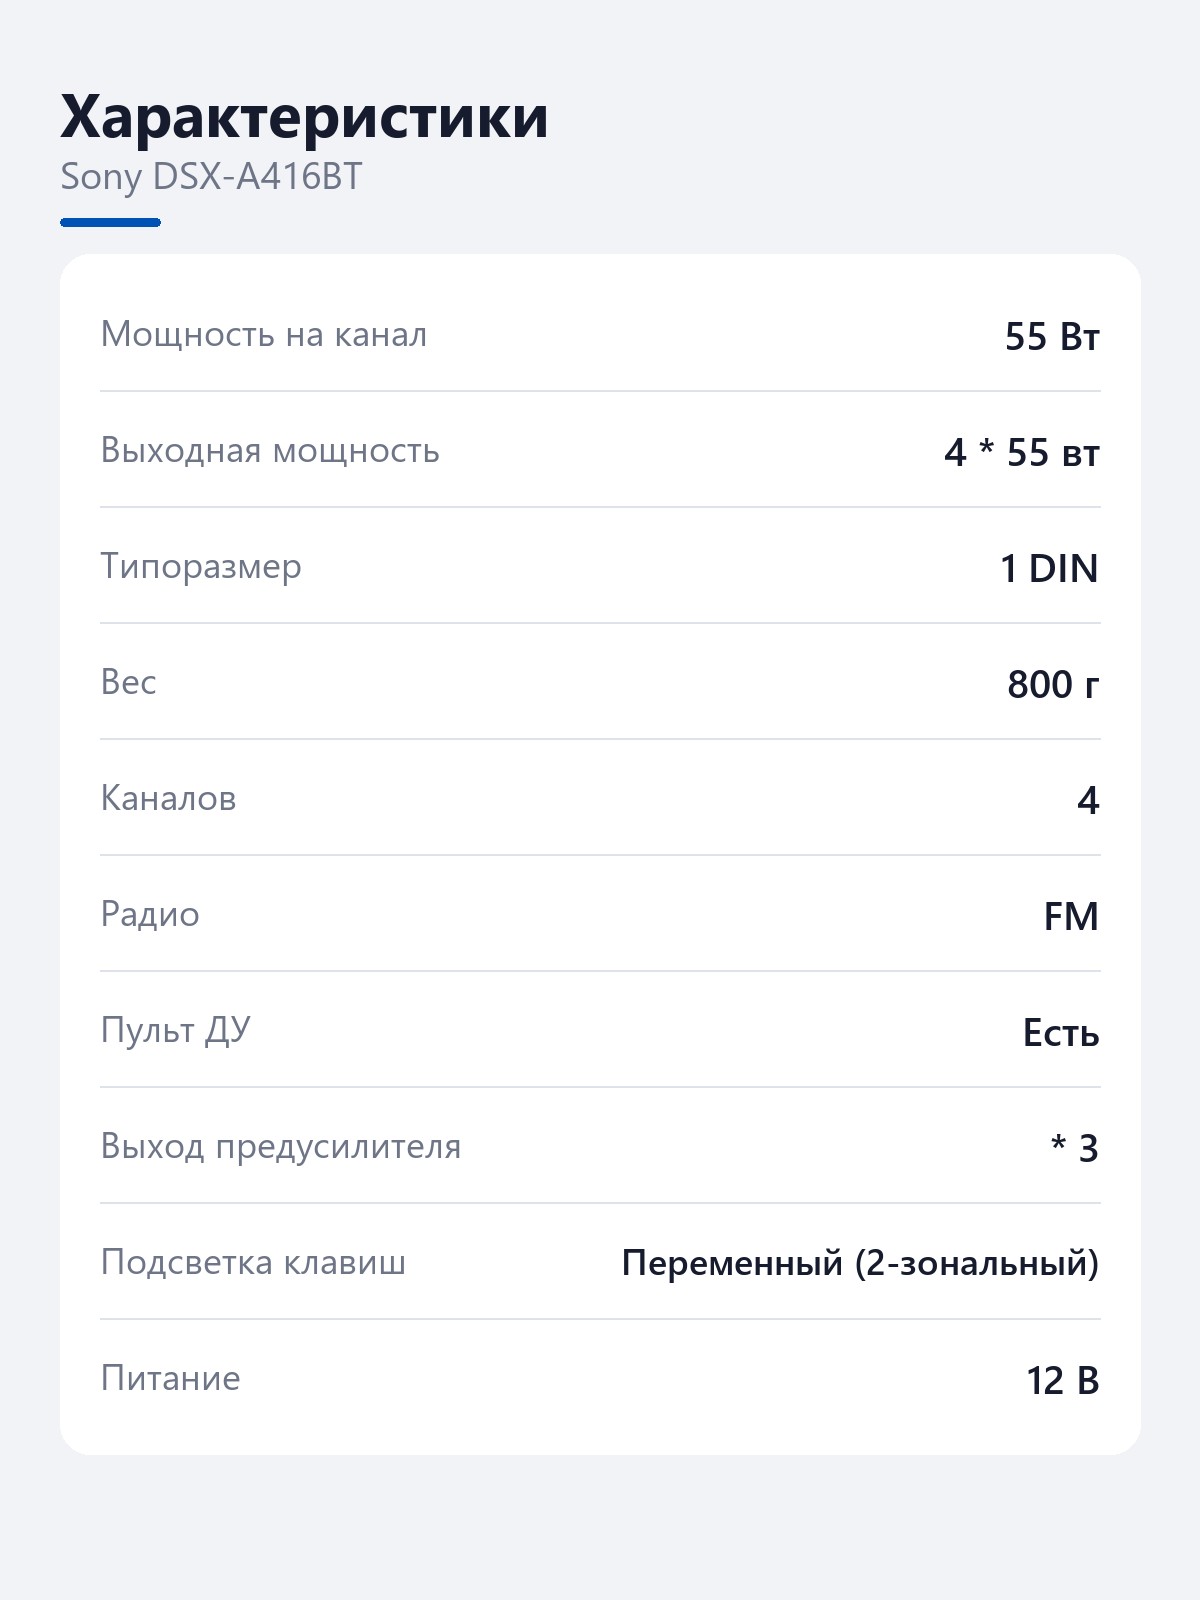 Характеристики
Sony DSX-A416BT
Мощность на канал 55 Вт
Выходная мощность 4 * 55 вт
Типоразмер 1 DIN
Вес 800 г
Каналов 4
Радио FM
Пульт ДУ Есть
Выход предусилителя * 3
Подсветка клавиш Переменный (2-зональный)
Питание 12 В